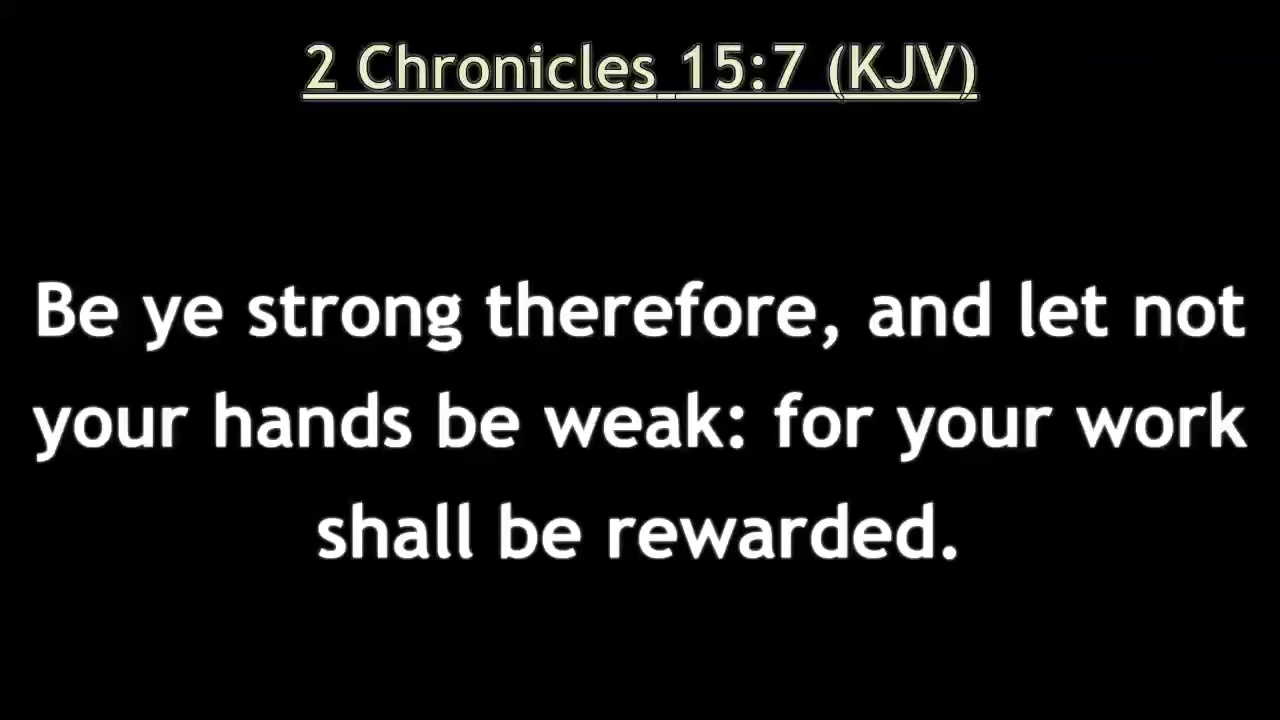 2 Chronicles 15:7 (KJV)
Be ye strong therefore, and let not
your hands be weak: for your work
shall be rewarded.